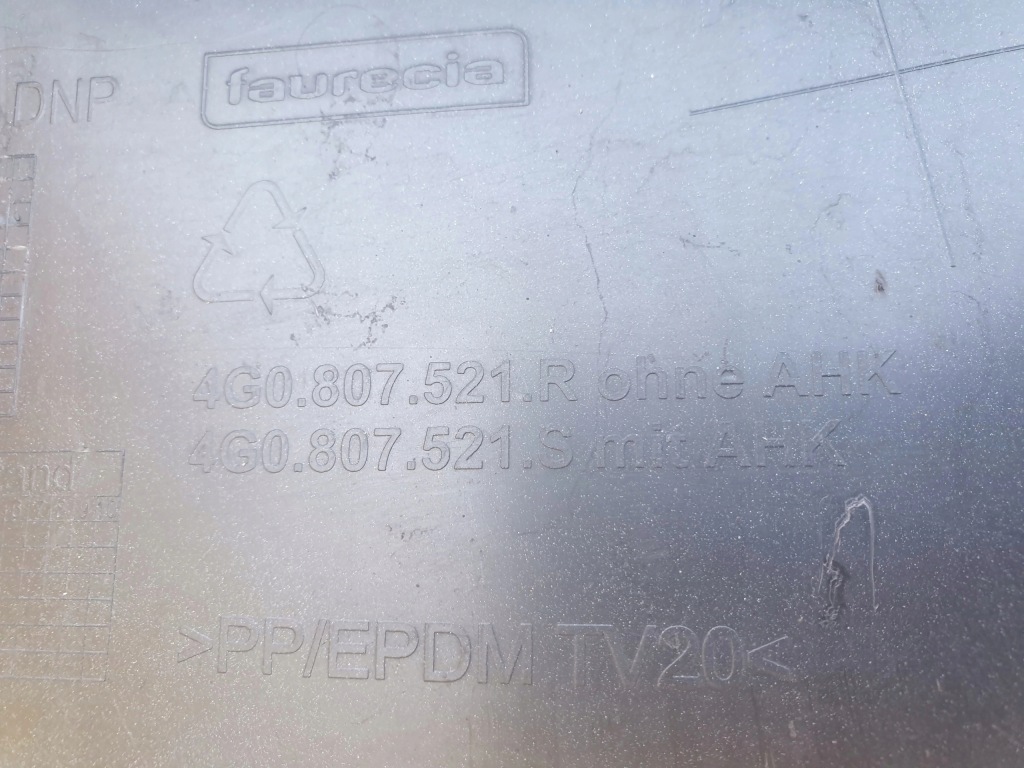 faurecia
DNP
4G0.807.521.R ohne AHK
4G0.807.521.S mit AHK
>PP/EPDM TV20<